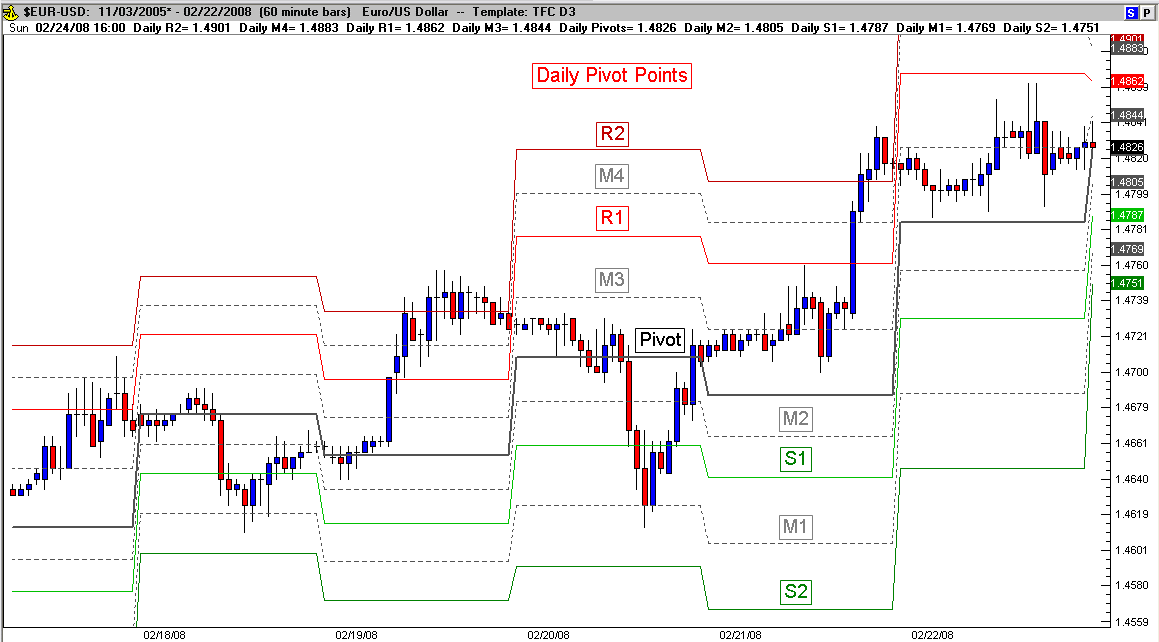 $EUR-USD: 11/03/2005* - 02/22/2008 (60 minute bars) Euro/US Dollar -- Template: TFC D3
S P
Sun 02/24/08 16:00 Daily R2= 1.4901 Daily M4= 1.4883 Daily R1= 1.4862 Daily M3= 1.4844 Daily Pivots= 1.4826 Daily M2= 1.4805 Daily S1= 1.4787 Daily M1= 1.4769 Daily S2= 1.4751
Daily Pivot Points
R2
M4
R1
M3
Pivot
M2
S1
M1
S2
1.4901
1.4883
1.4862
1.4844
1.4826
1.4820
1.4805
1.4799
1.4787
1.4781
1.4769
1.4760
1.4751
1.4739
1.4721
1.4700
1.4679
1.4661
1.4640
1.4619
1.4601
1.4580
1.4559
02/18/08 02/19/08 02/20/08 02/21/08 02/22/08